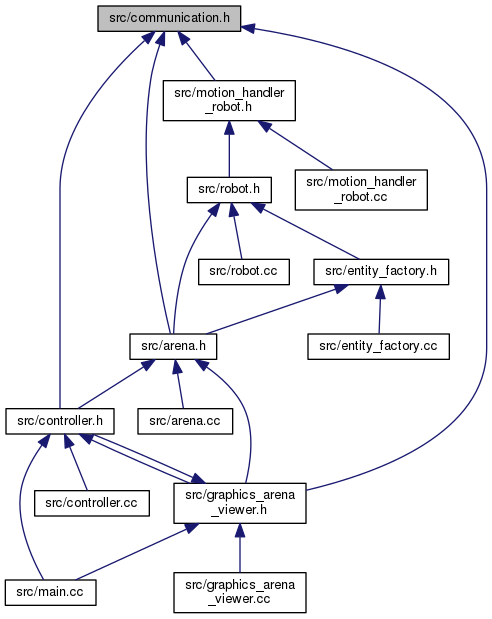 src/communication.h
src/motion_handler
_robot.h
src/robot.h
src/motion_handler
_robot.cc
src/robot.cc
src/entity_factory.h
src/arena.h
src/entity_factory.cc
src/controller.h
src/arena.cc
src/controller.cc
src/graphics_arena
_viewer.h
src/main.cc
src/graphics_arena
_viewer.cc